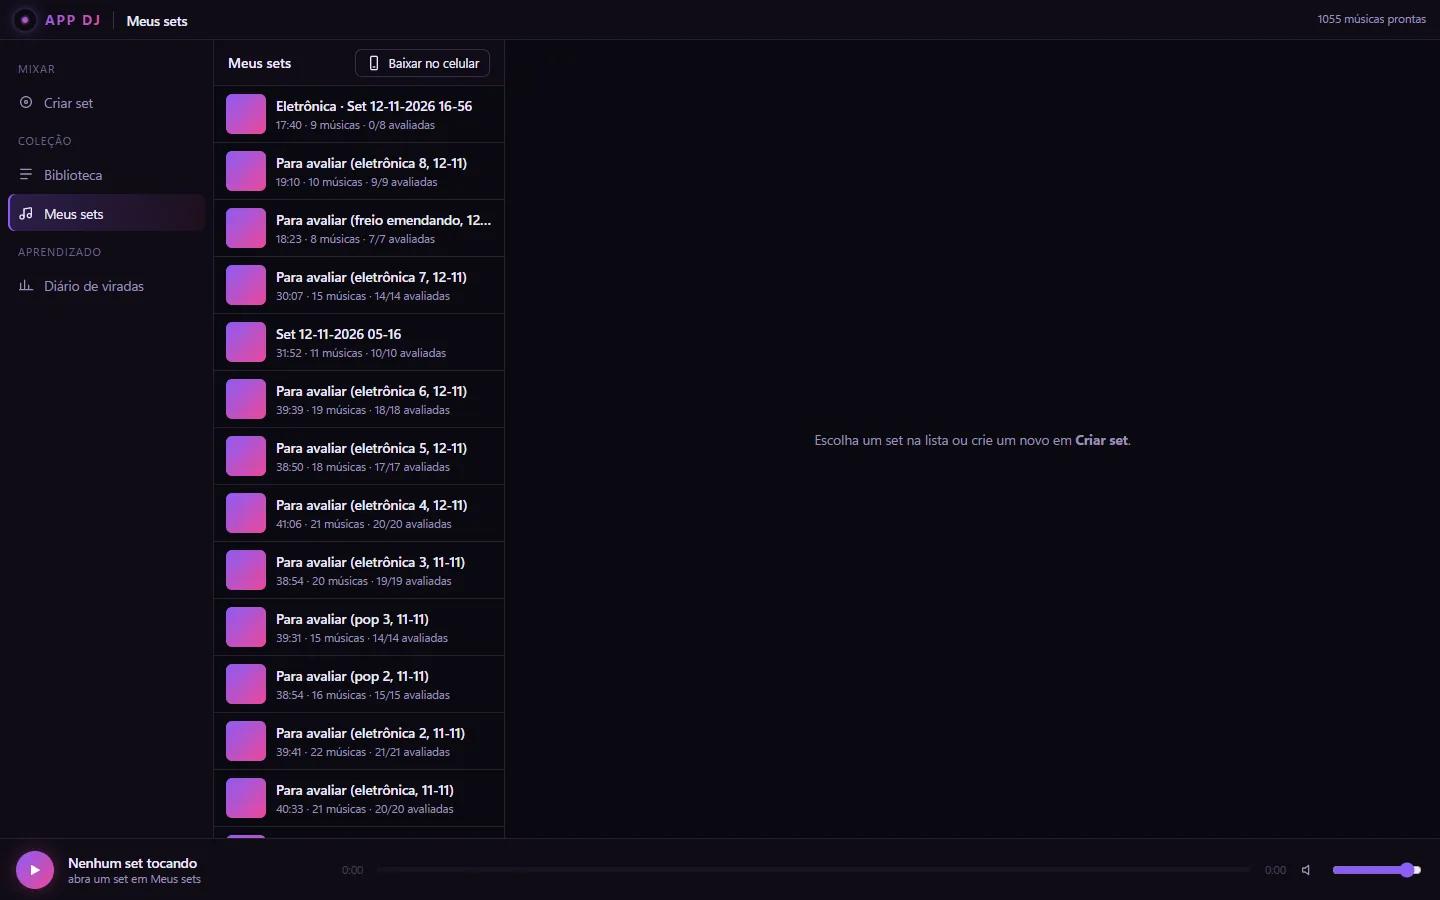 APP DJ
Meus sets
1055 músicas prontas
MIXAR
Criar set
COLEÇÃO
Biblioteca
Meus sets
APRENDIZADO
Diário de viradas
Meus sets
Baixar no celular
Eletrônica · Set 12-11-2026 16-56
17:40 · 9 músicas · 0/8 avaliadas
Para avaliar (eletrônica 8, 12-11)
19:10 · 10 músicas · 9/9 avaliadas
Para avaliar (freio emendando, 12...
18:23 · 8 músicas · 7/7 avaliadas
Para avaliar (eletrônica 7, 12-11)
30:07 · 15 músicas · 14/14 avaliadas
Set 12-11-2026 05-16
31:52 · 11 músicas · 10/10 avaliadas
Para avaliar (eletrônica 6, 12-11)
39:39 · 19 músicas · 18/18 avaliadas
Para avaliar (eletrônica 5, 12-11)
38:50 · 18 músicas · 17/17 avaliadas
Para avaliar (eletrônica 4, 12-11)
41:06 · 21 músicas · 20/20 avaliadas
Para avaliar (eletrônica 3, 11-11)
38:54 · 20 músicas · 19/19 avaliadas
Para avaliar (pop 3, 11-11)
39:31 · 15 músicas · 14/14 avaliadas
Para avaliar (pop 2, 11-11)
38:54 · 16 músicas · 15/15 avaliadas
Para avaliar (eletrônica 2, 11-11)
39:41 · 22 músicas · 21/21 avaliadas
Para avaliar (eletrônica, 11-11)
40:33 · 21 músicas · 20/20 avaliadas
Escolha um set na lista ou crie um novo em Criar set.
Nenhum set tocando
abra um set em Meus sets
0:00
0:00